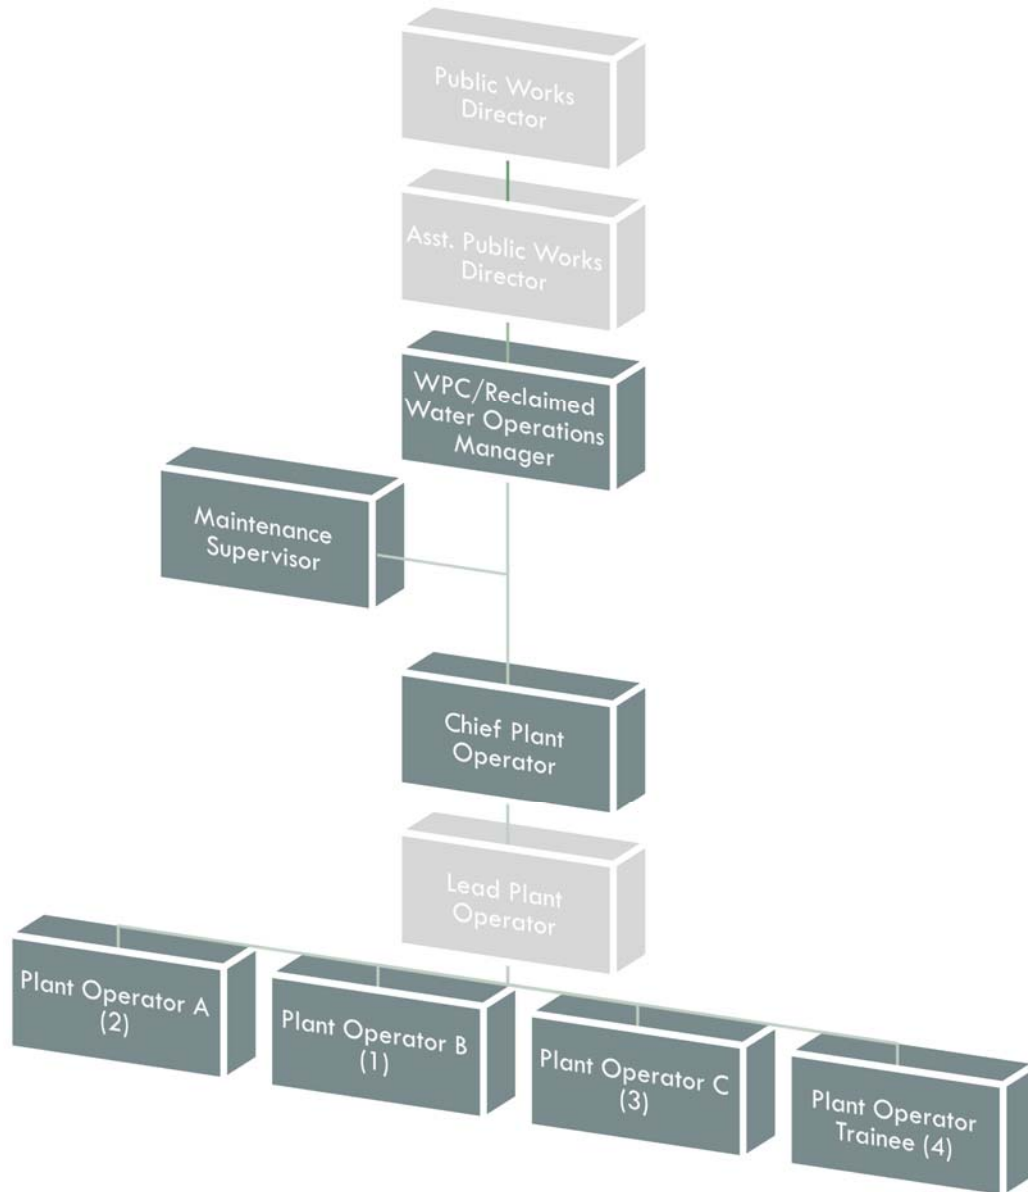 Public Works
Director
Asst. Public Works
Director
WPC/Reclaimed
Water Operations
Manager
Maintenance
Supervisor
Chief Plant
Operator
Lead Plant
Operator
Plant Operator A
(2)
Plant Operator B
(1)
Plant Operator C
(3)
Plant Operator
Trainee (4)